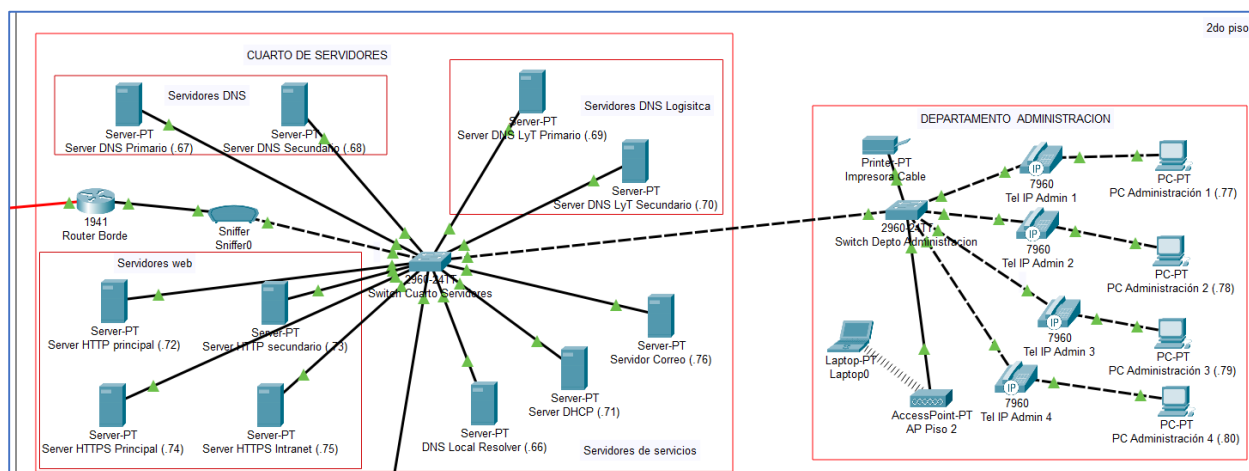 2do piso
CUARTO DE SERVIDORES
Servidores DNS
Server-PT
Server DNS Primario (.67)
Server-PT
Server DNS Secundario (.68)
Servidores DNS Logisitca
Server-PT
Server DNS LyT Primario (.69)
Server-PT
Server DNS LyT Secundario (.70)
1941
Router Borde
Sniffer
Sniffer0
2960-24TT
Switch Cuarto Servidores
Servidores web
Server-PT
Server HTTP principal (.72)
Server-PT
Server HTTP secundario (.73)
Server-PT
Server HTTPS Principal (.74)
Server-PT
Server HTTPS Intranet (.75)
Server-PT
DNS Local Resolver (.66)
Server-PT
Server DHCP (.71)
Server-PT
Servidor Correo (.76)
Servidores de servicios
DEPARTAMENTO ADMINISTRACION
Printer-PT
Impresora Cable
2960-24TT
Switch Depto Administracion
IP
7960
Tel IP Admin 1
PC-PT
PC Administración 1 (.77)
IP
7960
Tel IP Admin 2
PC-PT
PC Administración 2 (.78)
IP
7960
Tel IP Admin 3
PC-PT
PC Administración 3 (.79)
IP
7960
Tel IP Admin 4
PC-PT
PC Administración 4 (.80)
Laptop-PT
Laptop0
AccessPoint-PT
AP Piso 2